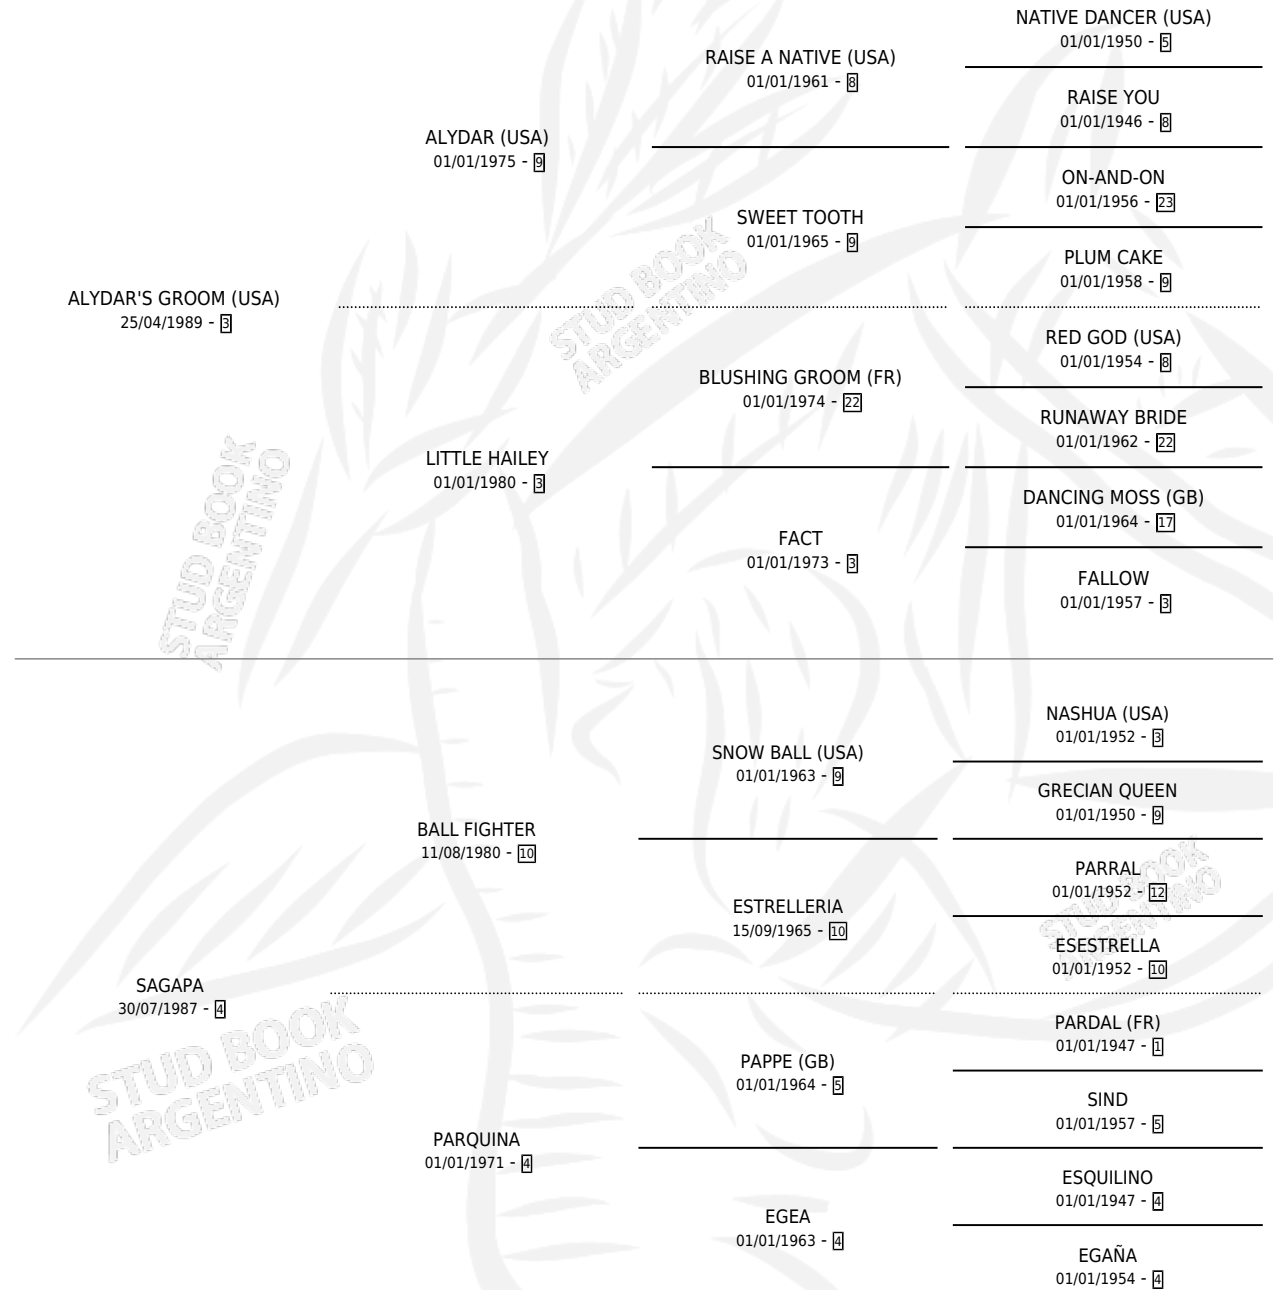 NATIVE DANCER (USA)
01/01/1950 - 5
RAISE A NATIVE (USA)
01/01/1961 - 8
RAISE YOU
01/01/1946 - 8
ALYDAR (USA)
01/01/1975 - 9
ON-AND-ON
01/01/1956 - 23
SWEET TOOTH
01/01/1965 - 9
PLUM CAKE
01/01/1958 - 9
ALYDAR'S GROOM (USA)
25/04/1989 - 3
RED GOD (USA)
01/01/1954 - 8
BLUSHING GROOM (FR)
01/01/1974 - 22
RUNAWAY BRIDE
01/01/1962 - 22
LITTLE HAILEY
01/01/1980 - 3
DANCING MOSS (GB)
01/01/1964 - 17
FACT
01/01/1973 - 3
FALLOW
01/01/1957 - 3
NASHUA (USA)
01/01/1952 - 3
SNOW BALL (USA)
01/01/1963 - 9
GRECIAN QUEEN
01/01/1950 - 9
BALL FIGHTER
11/08/1980 - 10
PARRAL
01/01/1952 - 12
ESTRELLERIA
15/09/1965 - 10
ESESTRELLA
01/01/1952 - 10
SAGAPA
30/07/1987 - 4
PARDAL (FR)
01/01/1947 - 1
PAPPE (GB)
01/01/1964 - 5
SIND
01/01/1957 - 5
PARQUINA
01/01/1971 - 4
ESQUILINO
01/01/1947 - 4
EGEA
01/01/1963 - 4
EGAÑA
01/01/1954 - 4
STUD BOOK
ARGENTINO
STUD BOOK
ARGENTINO
STUD BOOK
ARGENTINO
STUD BOOK
ARGENTINO